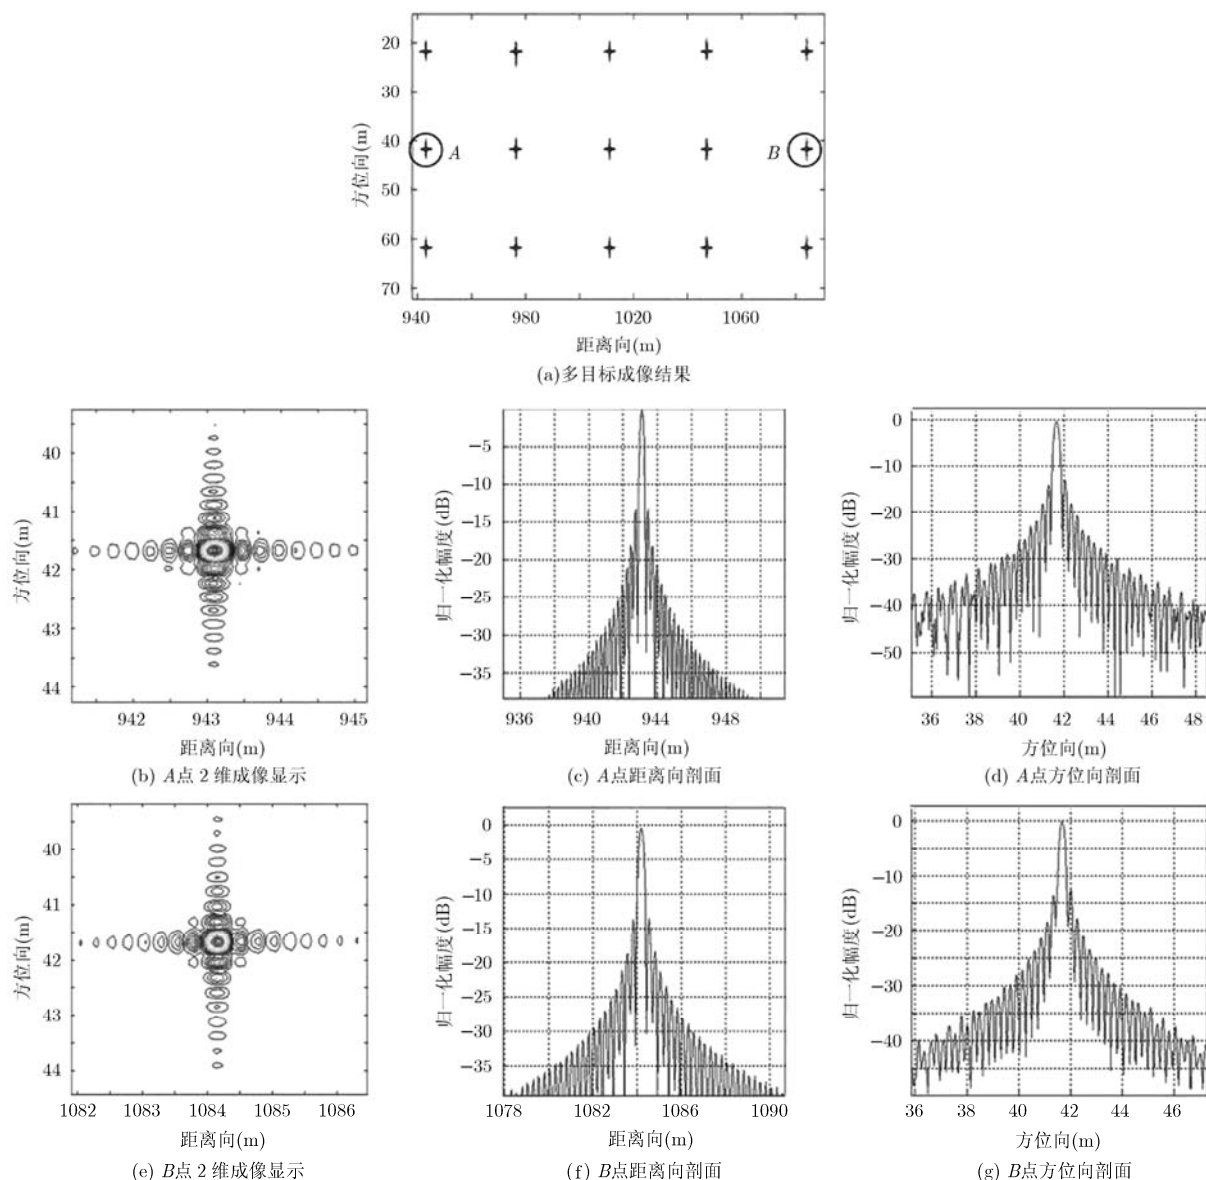 20
30
40
50
60
70
方位向(m)
A
B
940 980 1020 1060
距离向(m)
(a)多目标成像结果
40
41
42
43
44
方位向(m)
942 943 944 945
距离向(m)
(b) A点 2 维成像显示
−5
−10
−15
−20
−25
−30
−35
归一化幅度(dB)
936 940 944 948
距离向(m)
(c) A点距离向剖面
0
−10
−20
−30
−40
−50
归一化幅度(dB)
36 38 40 42 44 46 48
方位向(m)
(d) A点方位向剖面
40
41
42
43
44
方位向(m)
1082 1083 1084 1085 1086
距离向(m)
(e) B点 2 维成像显示
0
−5
−10
−15
−20
−25
−30
−35
归一化幅度(dB)
1078 1082 1086 1090
距离向(m)
(f) B点距离向剖面
0
−10
−20
−30
−40
归一化幅度(dB)
36 38 40 42 44 46
方位向(m)
(g) B点方位向剖面